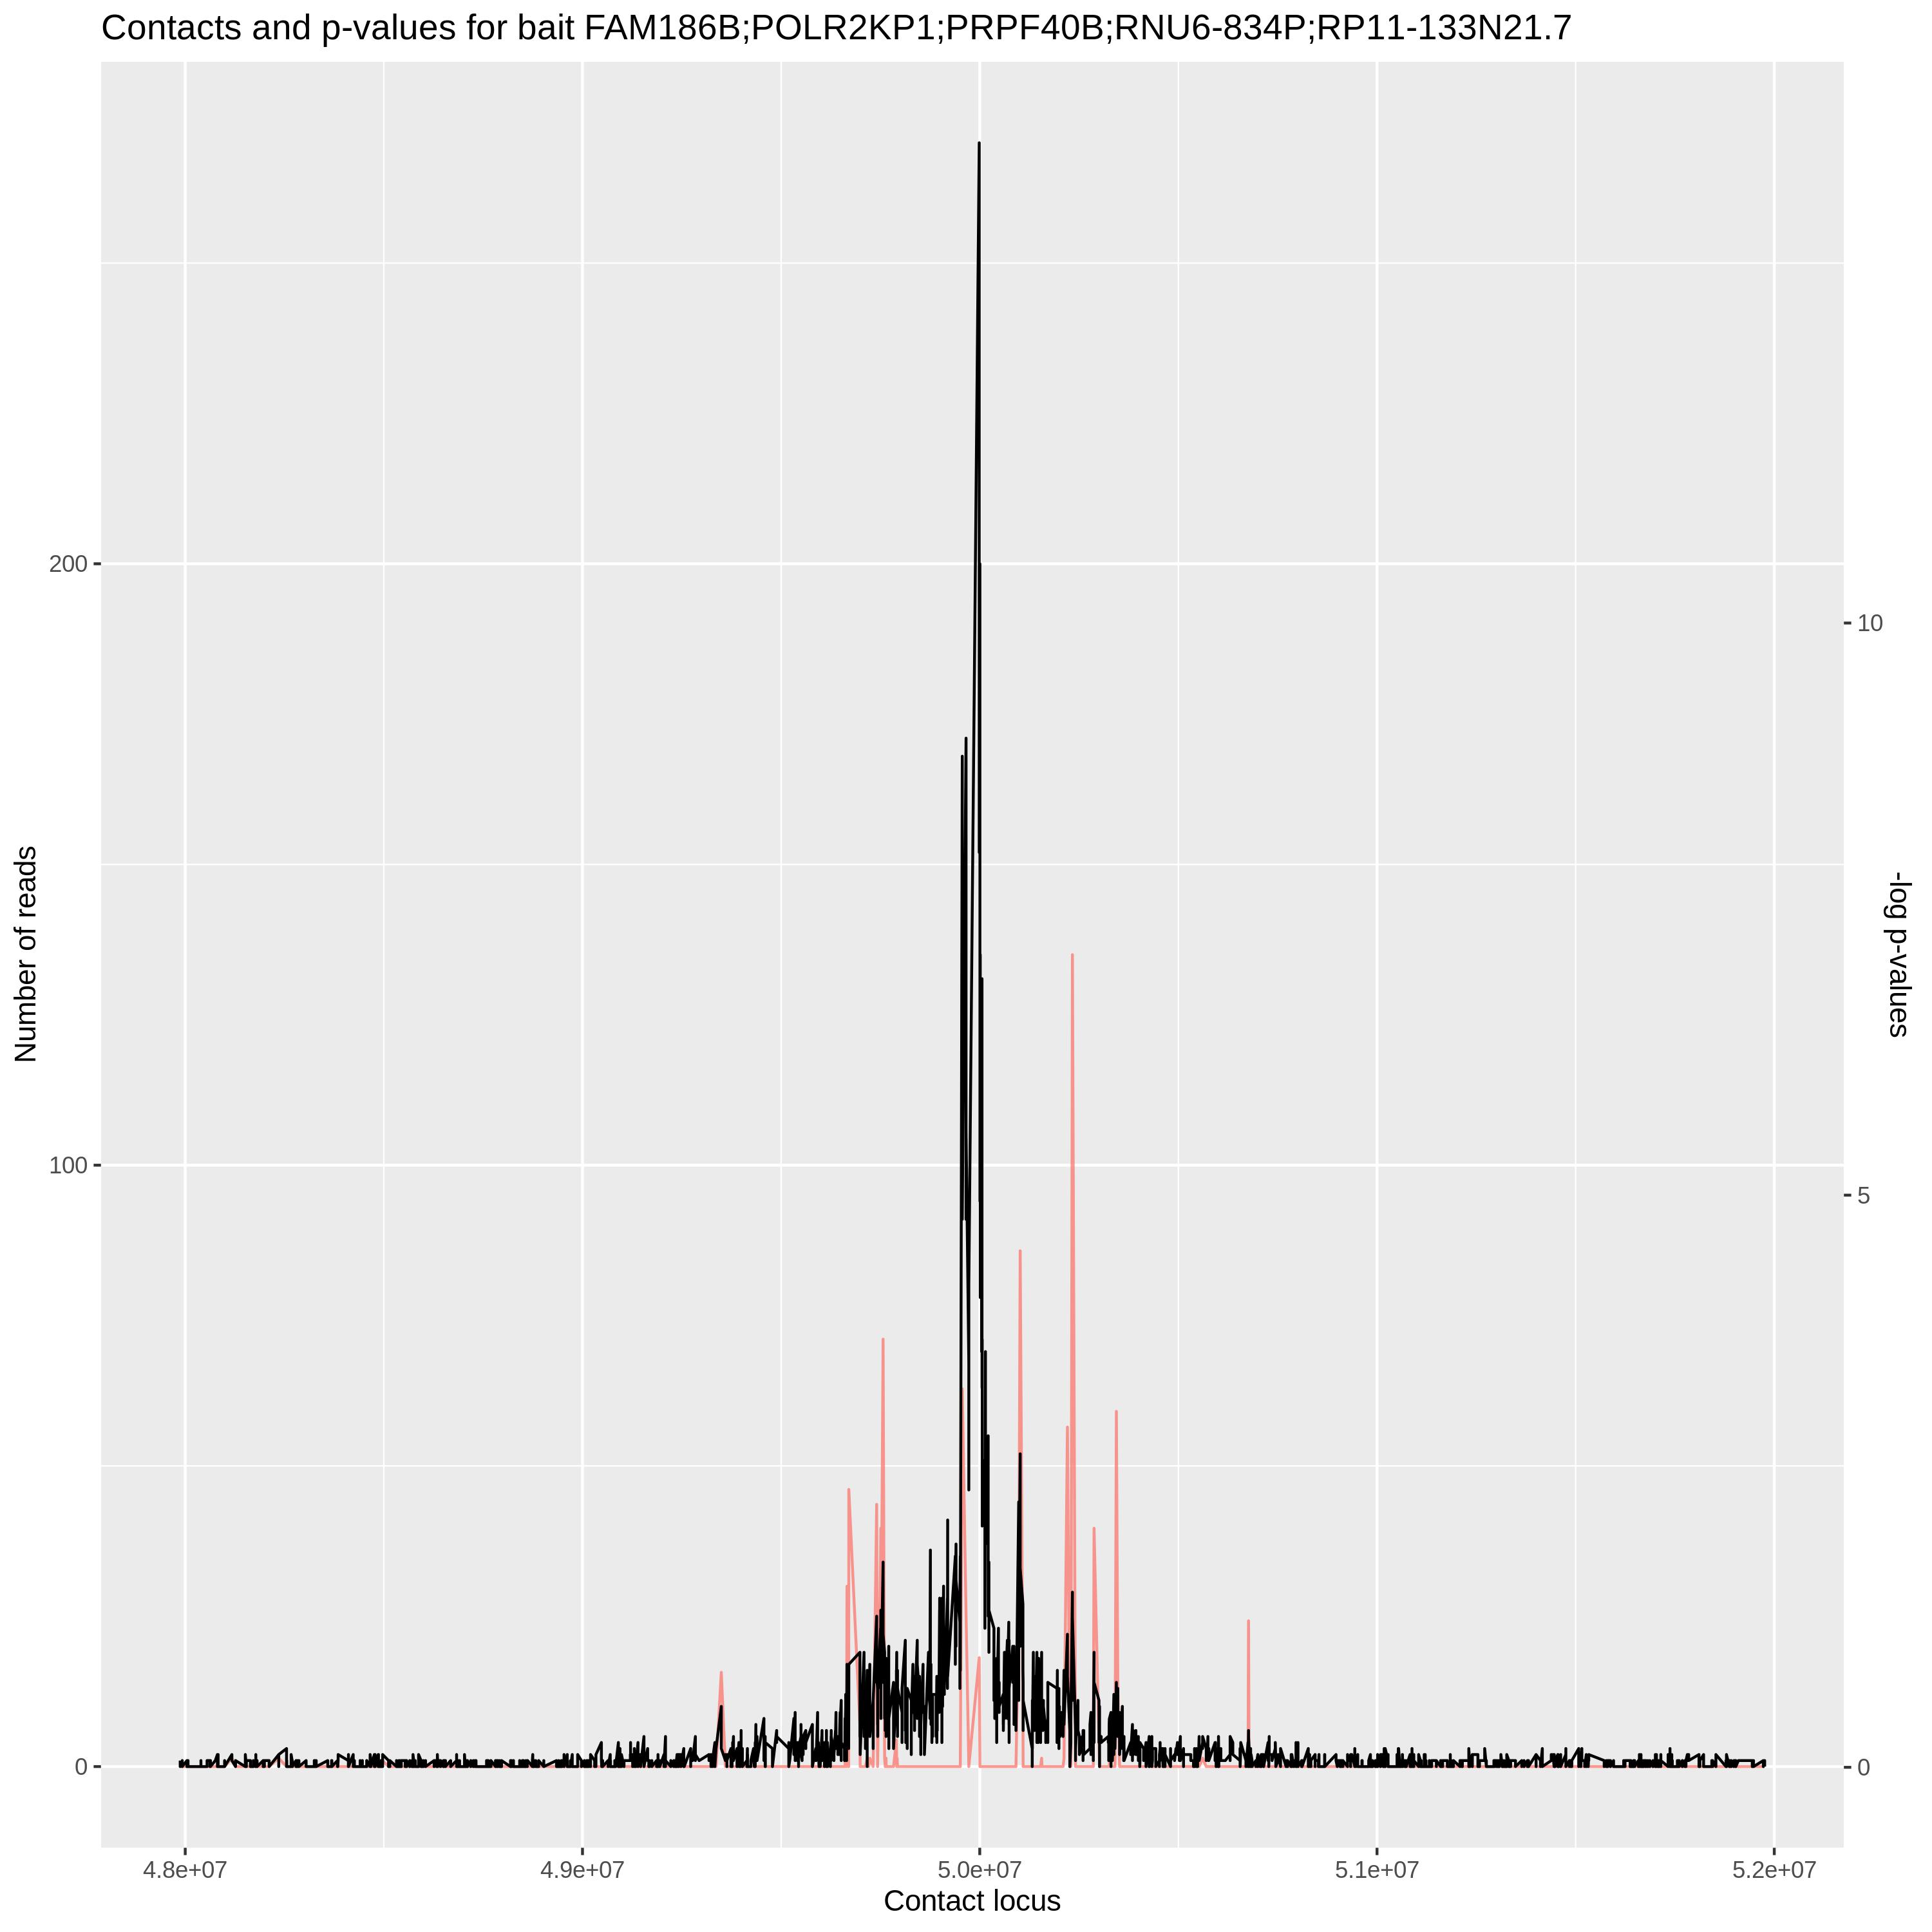 Contacts and p-values for bait FAM186B;POLR2KP1;PRPF40B;RNU6-834P;RP11-133N21.7
Number of reads
200
100
0
10
5
0
-log p-values
4.8e+07 4.9e+07 5.0e+07 5.1e+07 5.2e+07
Contact locus